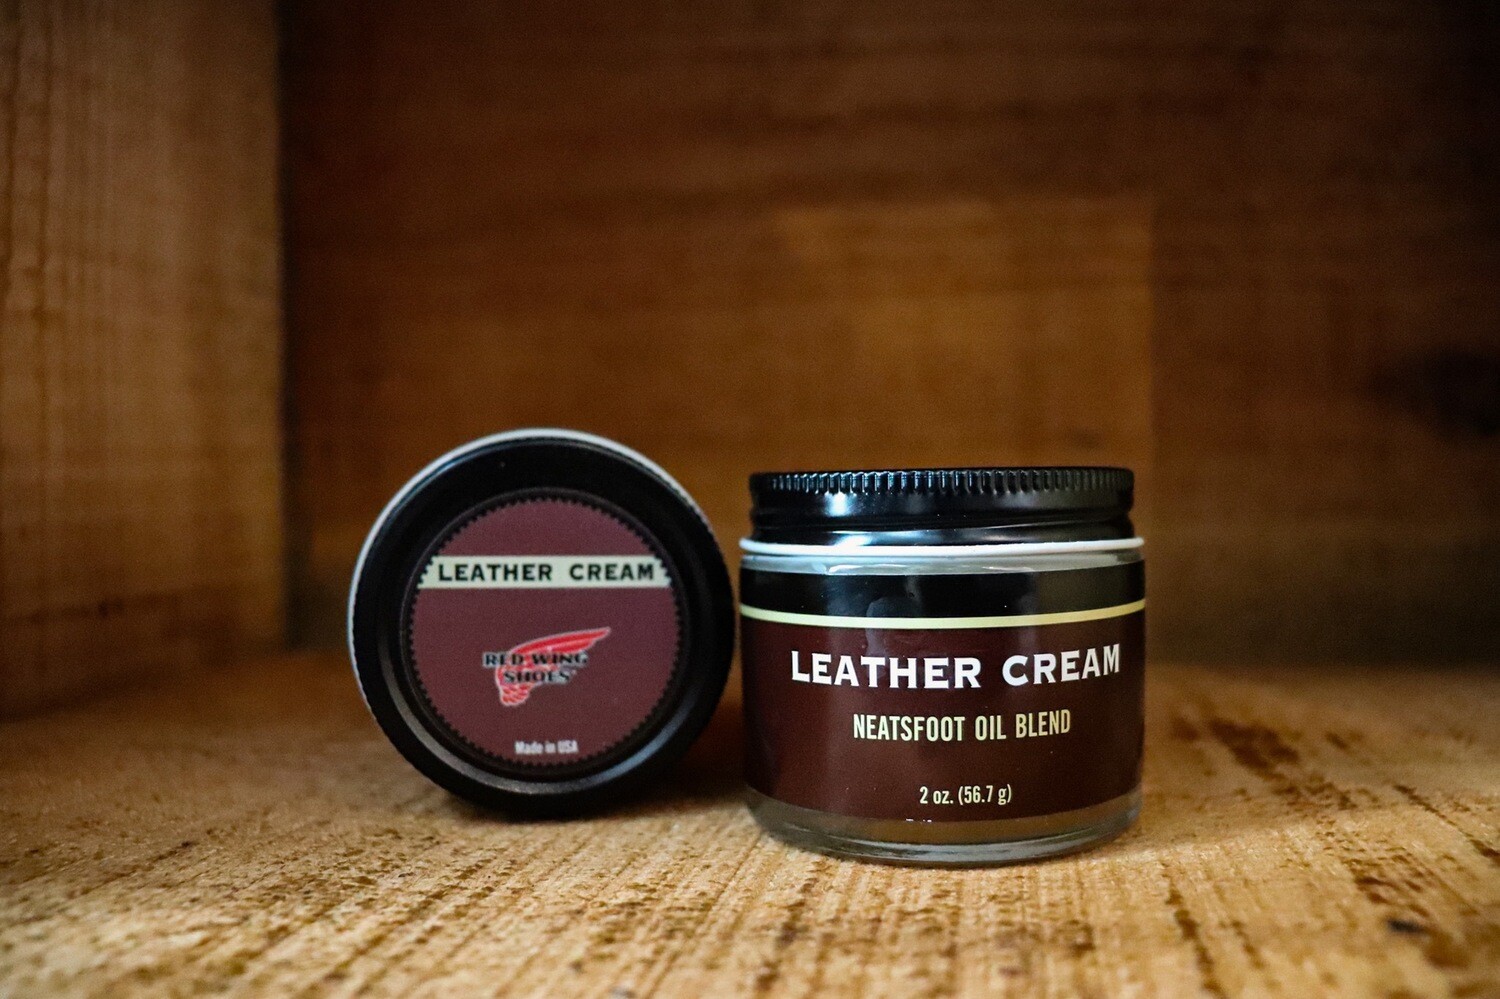 LEATHER CREAM
RED WING
SHOES
Made in USA
LEATHER CREAM
NEATSFOOT OIL BLEND
2 oz. (56.7 g)